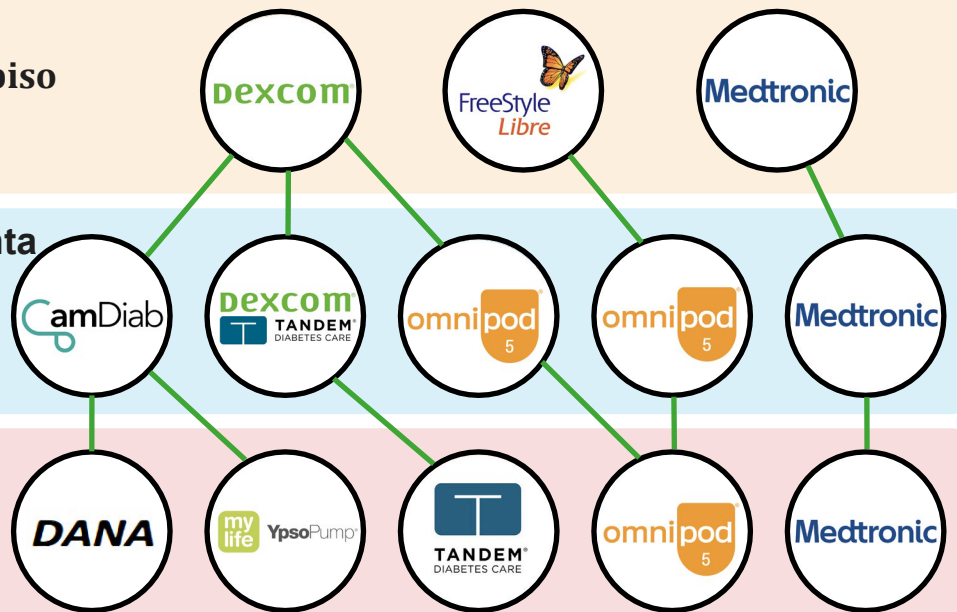 piso
Dexcom
FreeStyle
Libre
Medtronic
nta
CamDiab
Dexcom
TANDEM
DIABETES CARE
omnipod
5
omnipod
5
Medtronic
DANA
my
life
YpsoPump
TANDEM
DIABETES CARE
omnipod
5
Medtronic